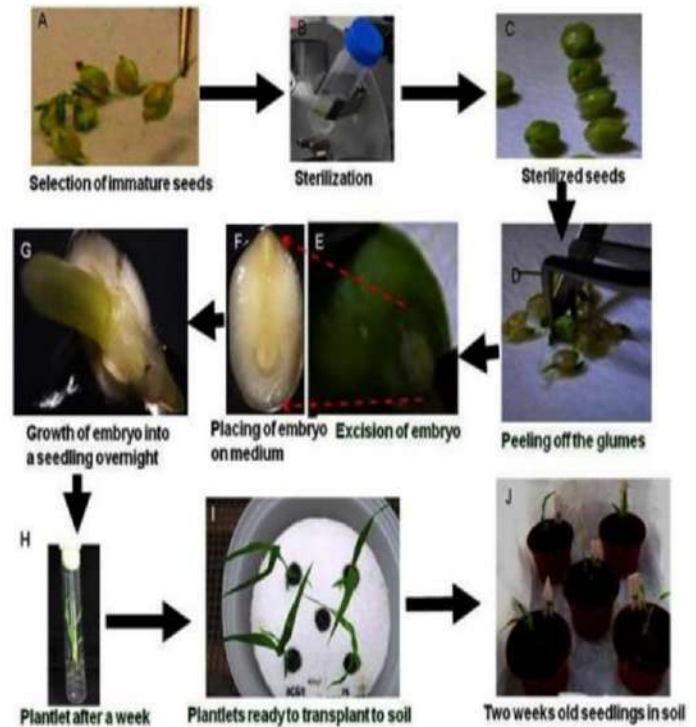 A
Selection of immature seeds
B
Sterilization
C
Sterilized seeds
D
Peeling off the glumes
E
Excision of embryo
F
Placing of embryo
on medium
G
Growth of embryo into
a seedling overnight
H
Plantlet after a week
I
Plantlets ready to transplant to soil
J
Two weeks old seedlings in soil